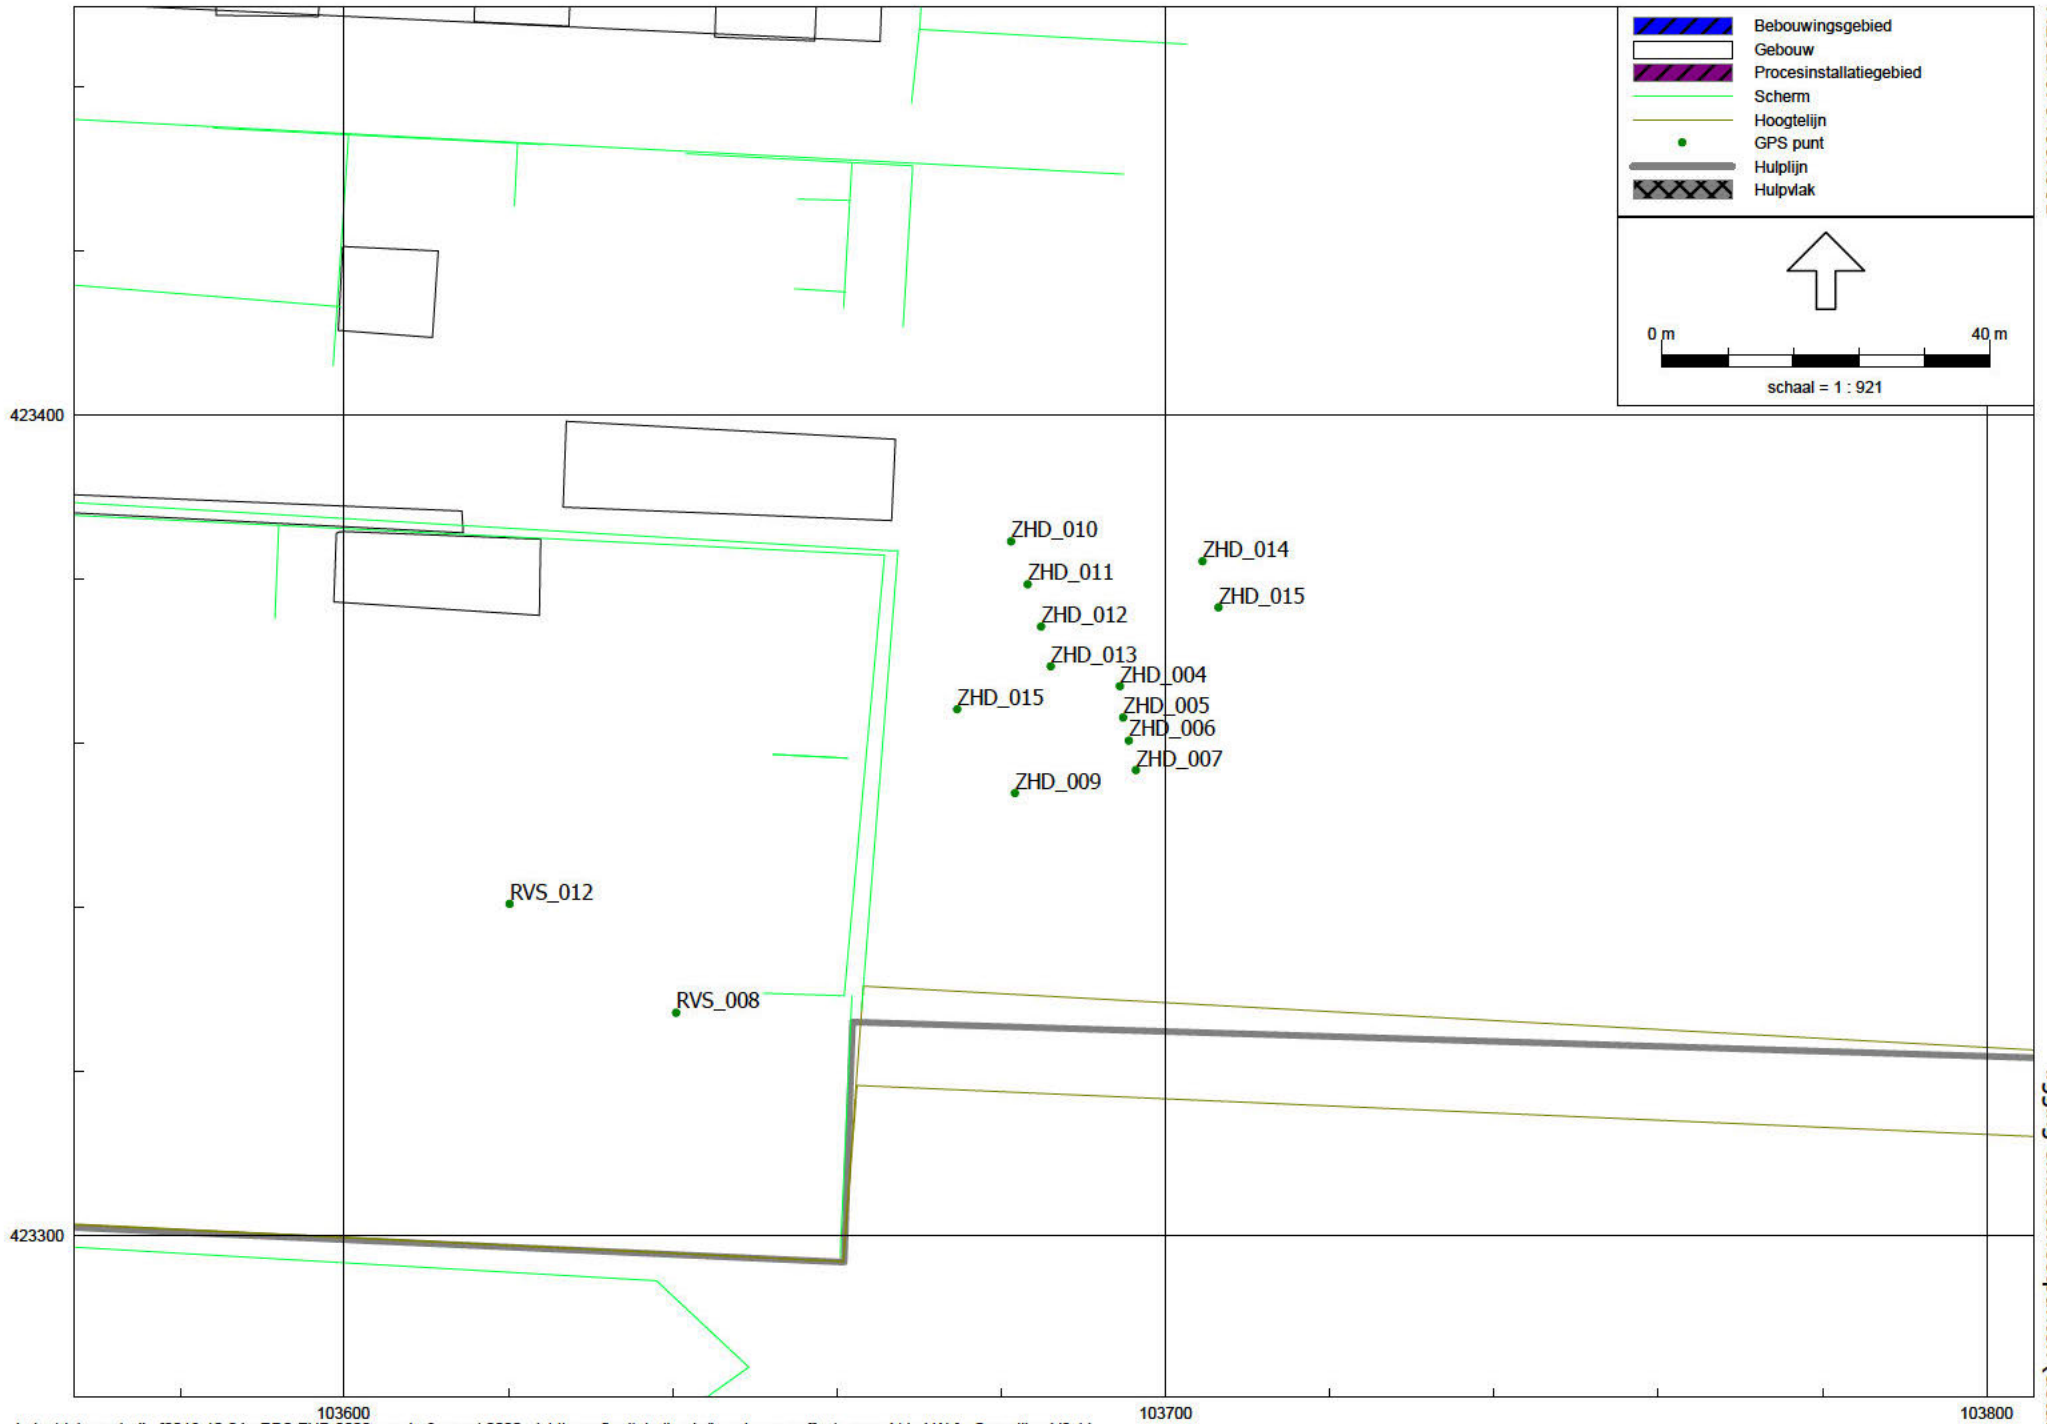 Bebouwingsgebied
Gebouw
Procesinstallatiegebied
Scherm
Hoogtelijn
GPS punt
Hulplijn
Hulpvlak
0 m 40 m
schaal = 1 : 921
423400
ZHD_010
ZHD_014
ZHD_011
ZHD_015
ZHD_012
ZHD_013
ZHD_004
ZHD_015
ZHD_005
ZHD_006
ZHD_007
ZHD_009
RVS_012
RVS_008
423300
103600 103700 103800